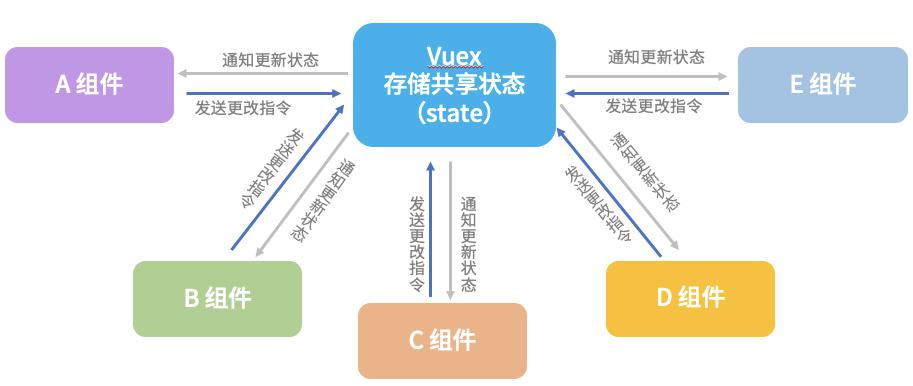 Vuex
存储共享状态
（state）
A 组件
通知更新状态
发送更改指令
通知更新状态
发送更改指令
E 组件
发送更改指令
通知更新状态
发送更改指令
通知更新状态
发送更改指令
通知更新状态
B 组件
C 组件
D 组件